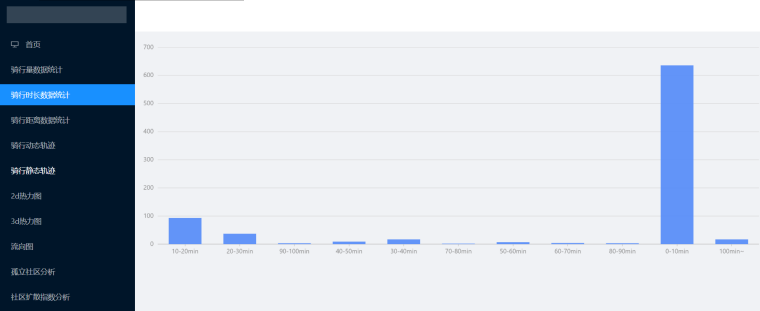 首页
骑行量数据统计
骑行时长数据统计
骑行距离数据统计
骑行动态轨迹
骑行静态轨迹
2d热力图
3d热力图
流向图
孤立社区分析
社区扩散指数分析
700
600
500
400
300
200
100
0
10-20min 20-30min 90-100min 40-50min 30-40min 70-80min 50-60min 60-70min 80-90min 0-10min 100min~